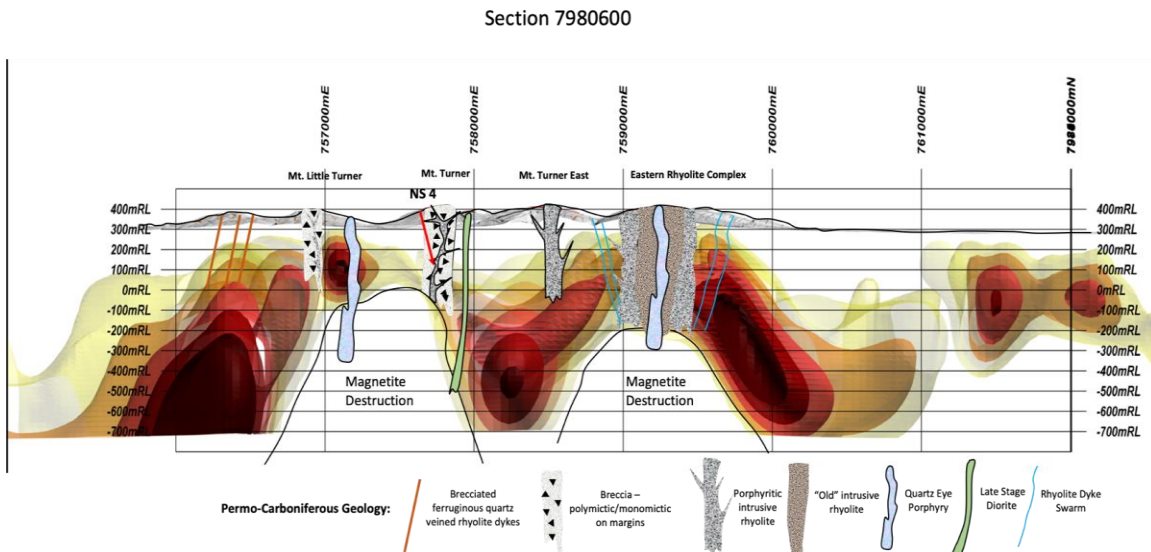 Section 7980600
757000mE
758000mE
759000mE
760000mE
761000mE
Mt. Little Turner
Mt. Turner
Mt. Turner East
Eastern Rhyolite Complex
NS 4
400mRL
300mRL
200mRL
100mRL
0mRL
-100mRL
-200mRL
-300mRL
-400mRL
-500mRL
-600mRL
-700mRL
400mRL
300mRL
200mRL
100mRL
0mRL
-100mRL
-200mRL
-300mRL
-400mRL
-500mRL
-600mRL
-700mRL
Magnetite
Destruction
Magnetite
Destruction
Permo-Carboniferous Geology:
Brecciated
ferruginous quartz
veined rhyolite dykes
Breccia –
polymictic/monomictic
on margins
Porphyritic
intrusive
rhyolite
"Old" intrusive
rhyolite
Quartz Eye
Porphyry
Late Stage
Diorite
Rhyolite Dyke
Swarm